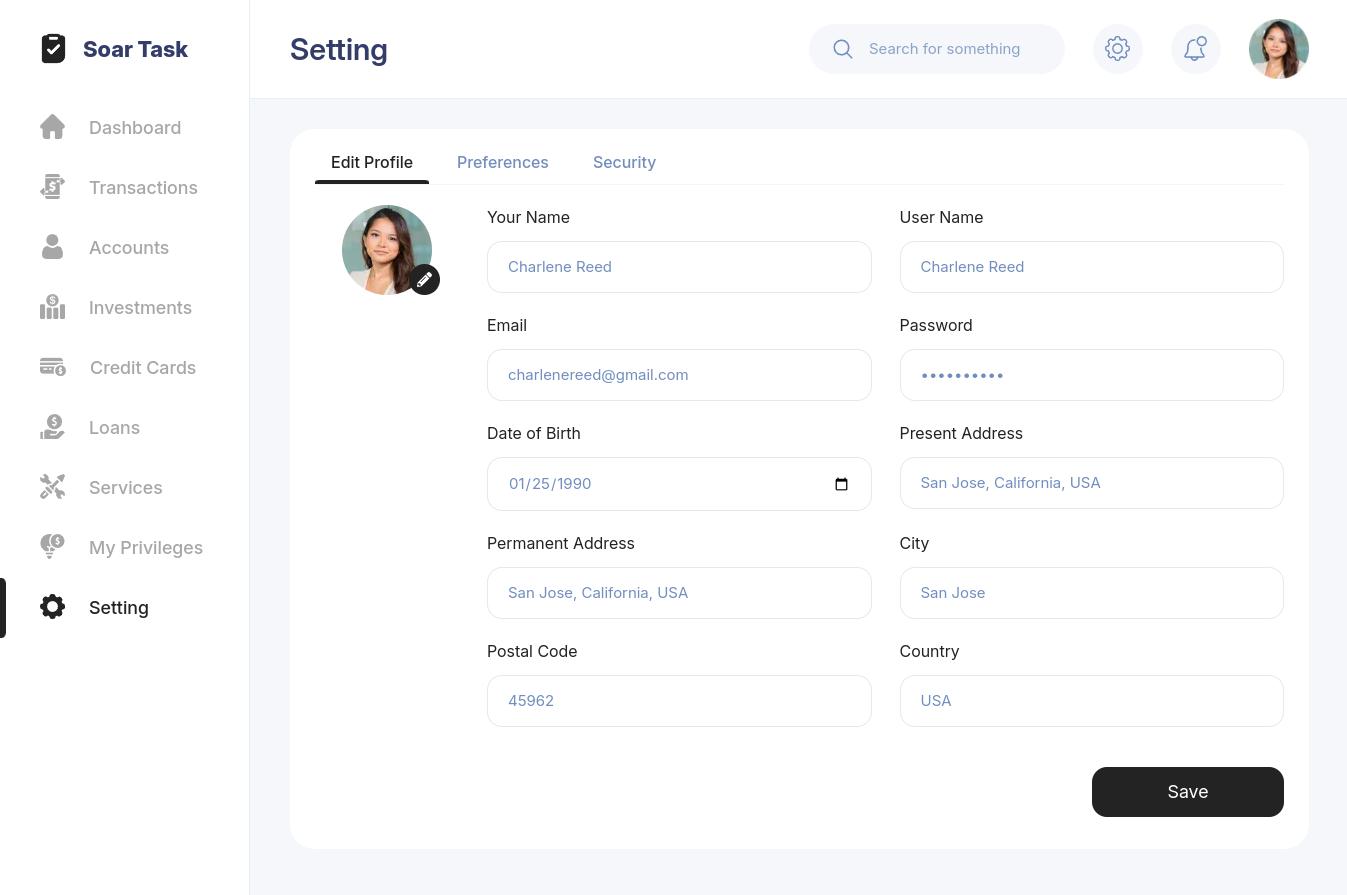 Soar Task
Setting
Search for something
Dashboard
Transactions
Accounts
Investments
Credit Cards
Loans
Services
My Privileges
Setting
Edit Profile
Preferences
Security
Your Name
User Name
Charlene Reed
Charlene Reed
Email
Password
charlenereed@gmail.com
••••••••••
Date of Birth
Present Address
01/25/1990
San Jose, California, USA
Permanent Address
City
San Jose, California, USA
San Jose
Postal Code
Country
45962
USA
Save